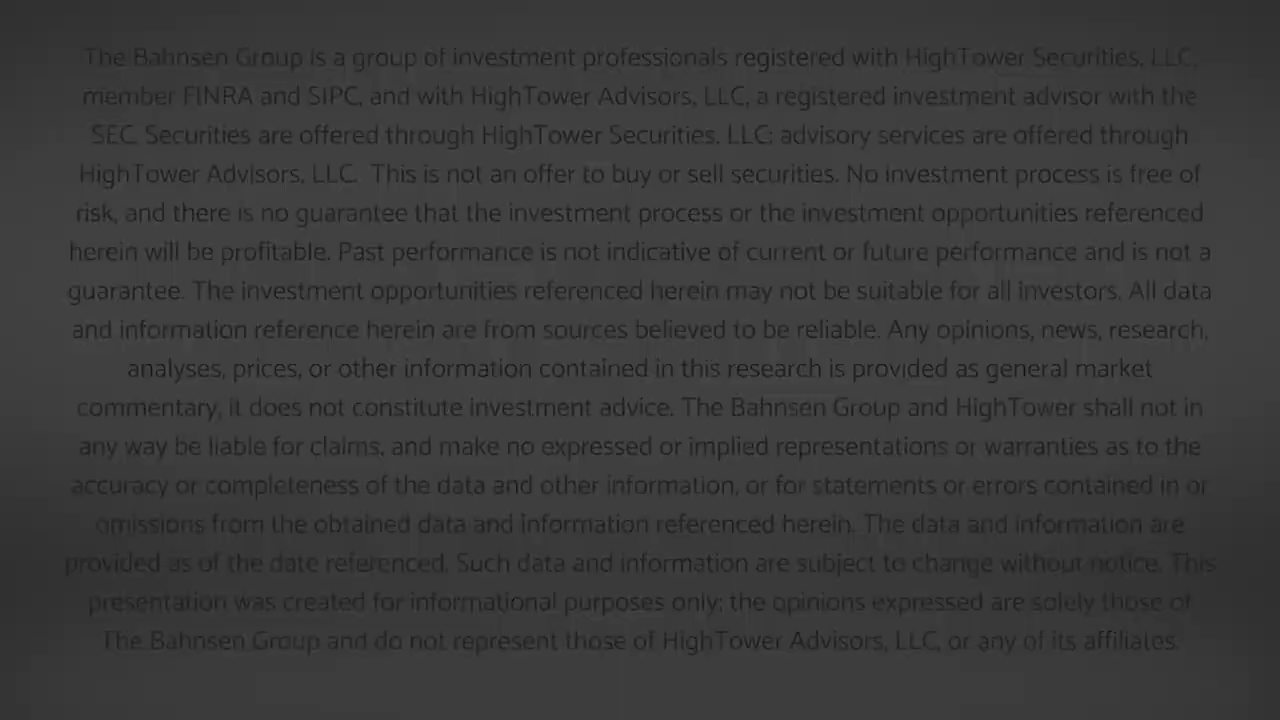 The Bahnsen Group is a group of investment professionals registered with HighTower Securities, LLC,
member FINRA and SIPC, and with HighTower Advisors, LLC, a registered investment advisor with the
SEC. Securities are offered through HighTower Securities, LLC; advisory services are offered through
HighTower Advisors, LLC. This is not an offer to buy or sell securities. No investment process is free of
risk, and there is no guarantee that the investment process or the investment opportunities referenced
herein will be profitable. Past performance is not indicative of current or future performance and is not a
guarantee. The investment opportunities referenced herein may not be suitable for all investors. All data
and information reference herein are from sources believed to be reliable. Any opinions, news, research,
analyses, prices, or other information contained in this research is provided as general market
commentary, it does not constitute investment advice. The Bahnsen Group and HighTower shall not in
any way be liable for claims, and make no expressed or implied representations or warranties as to the
accuracy or completeness of the data and other information, or for statements or errors contained in or
omissions from the obtained data and information referenced herein. The data and information are
provided as of the date referenced. Such data and information are subject to change without notice. This
presentation was created for informational purposes only; the opinions expressed are solely those of
The Bahnsen Group and do not represent those of HighTower Advisors, LLC, or any of its affiliates.